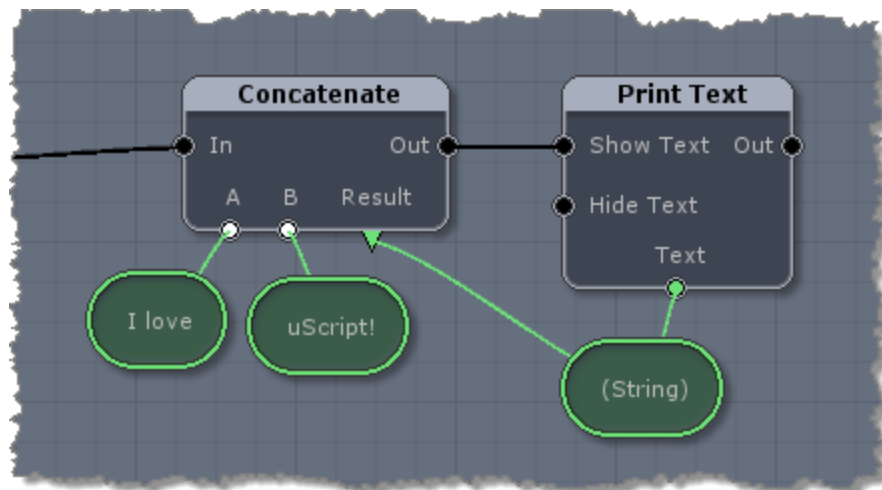 Concatenate
In Out
A B Result
I love
uScript!
Print Text
Show Text Out
Hide Text
Text
(String)